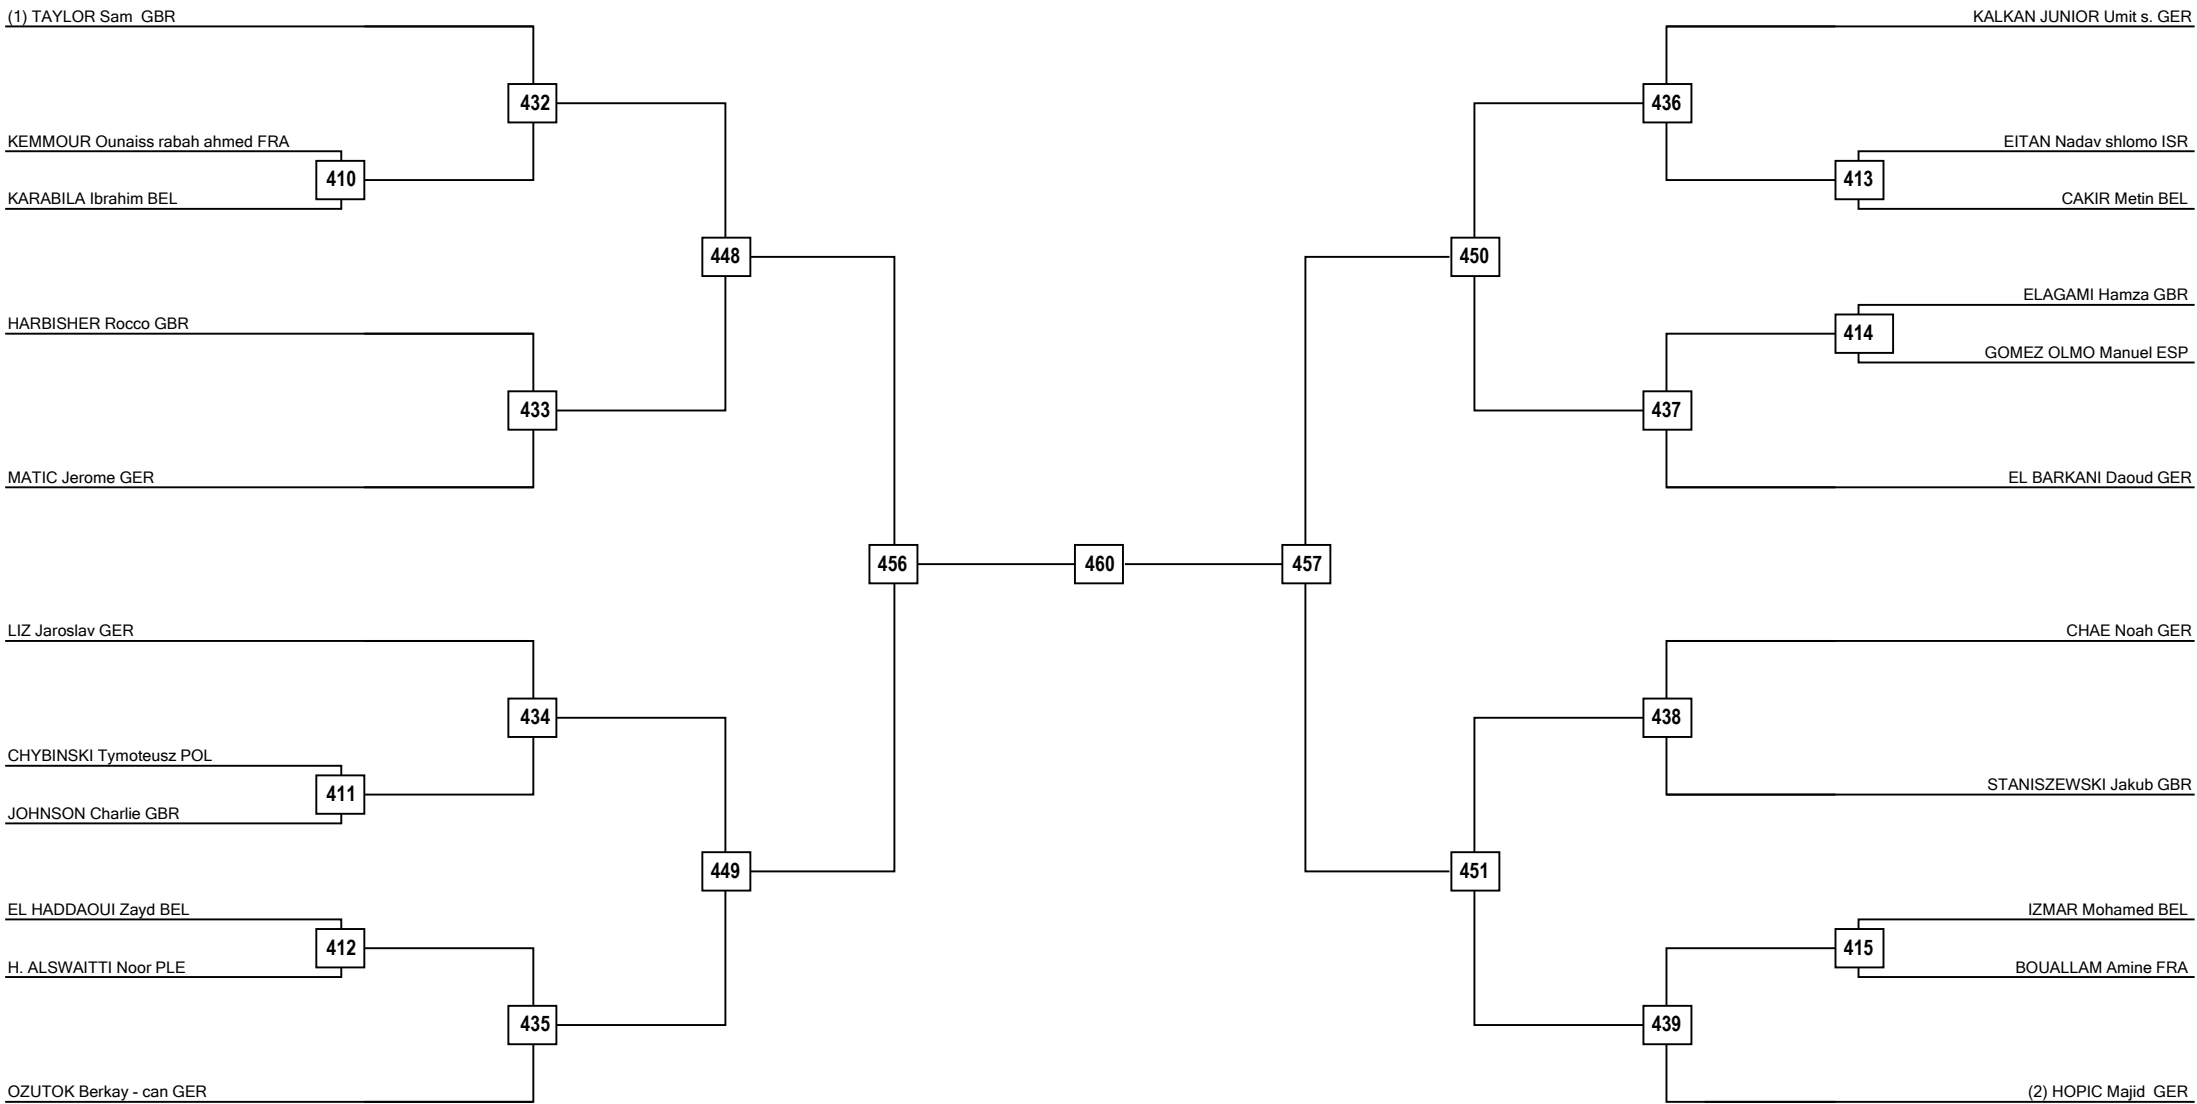 (1) TAYLOR Sam  GBR
KEMMOUR Ounaiss rabah ahmed FRA
KARABILA Ibrahim BEL
HARBISHER Rocco GBR
MATIC Jerome GER
LIZ Jaroslav GER
CHYBINSKI Tymoteusz POL
JOHNSON Charlie GBR
EL HADDAOUI Zayd BEL
H. ALSWAITTI Noor PLE
OZUTOK Berkay - can GER
410
411
412
432
433
434
435
448
449
456
460
457
450
451
436
437
438
439
413
414
415
KALKAN JUNIOR Umit s. GER
EITAN Nadav shlomo ISR
CAKIR Metin BEL
ELAGAMI Hamza GBR
GOMEZ OLMO Manuel ESP
EL BARKANI Daoud GER
CHAE Noah GER
STANISZEWSKI Jakub GBR
IZMAR Mohamed BEL
BOUALLAM Amine FRA
(2) HOPIC Majid  GER